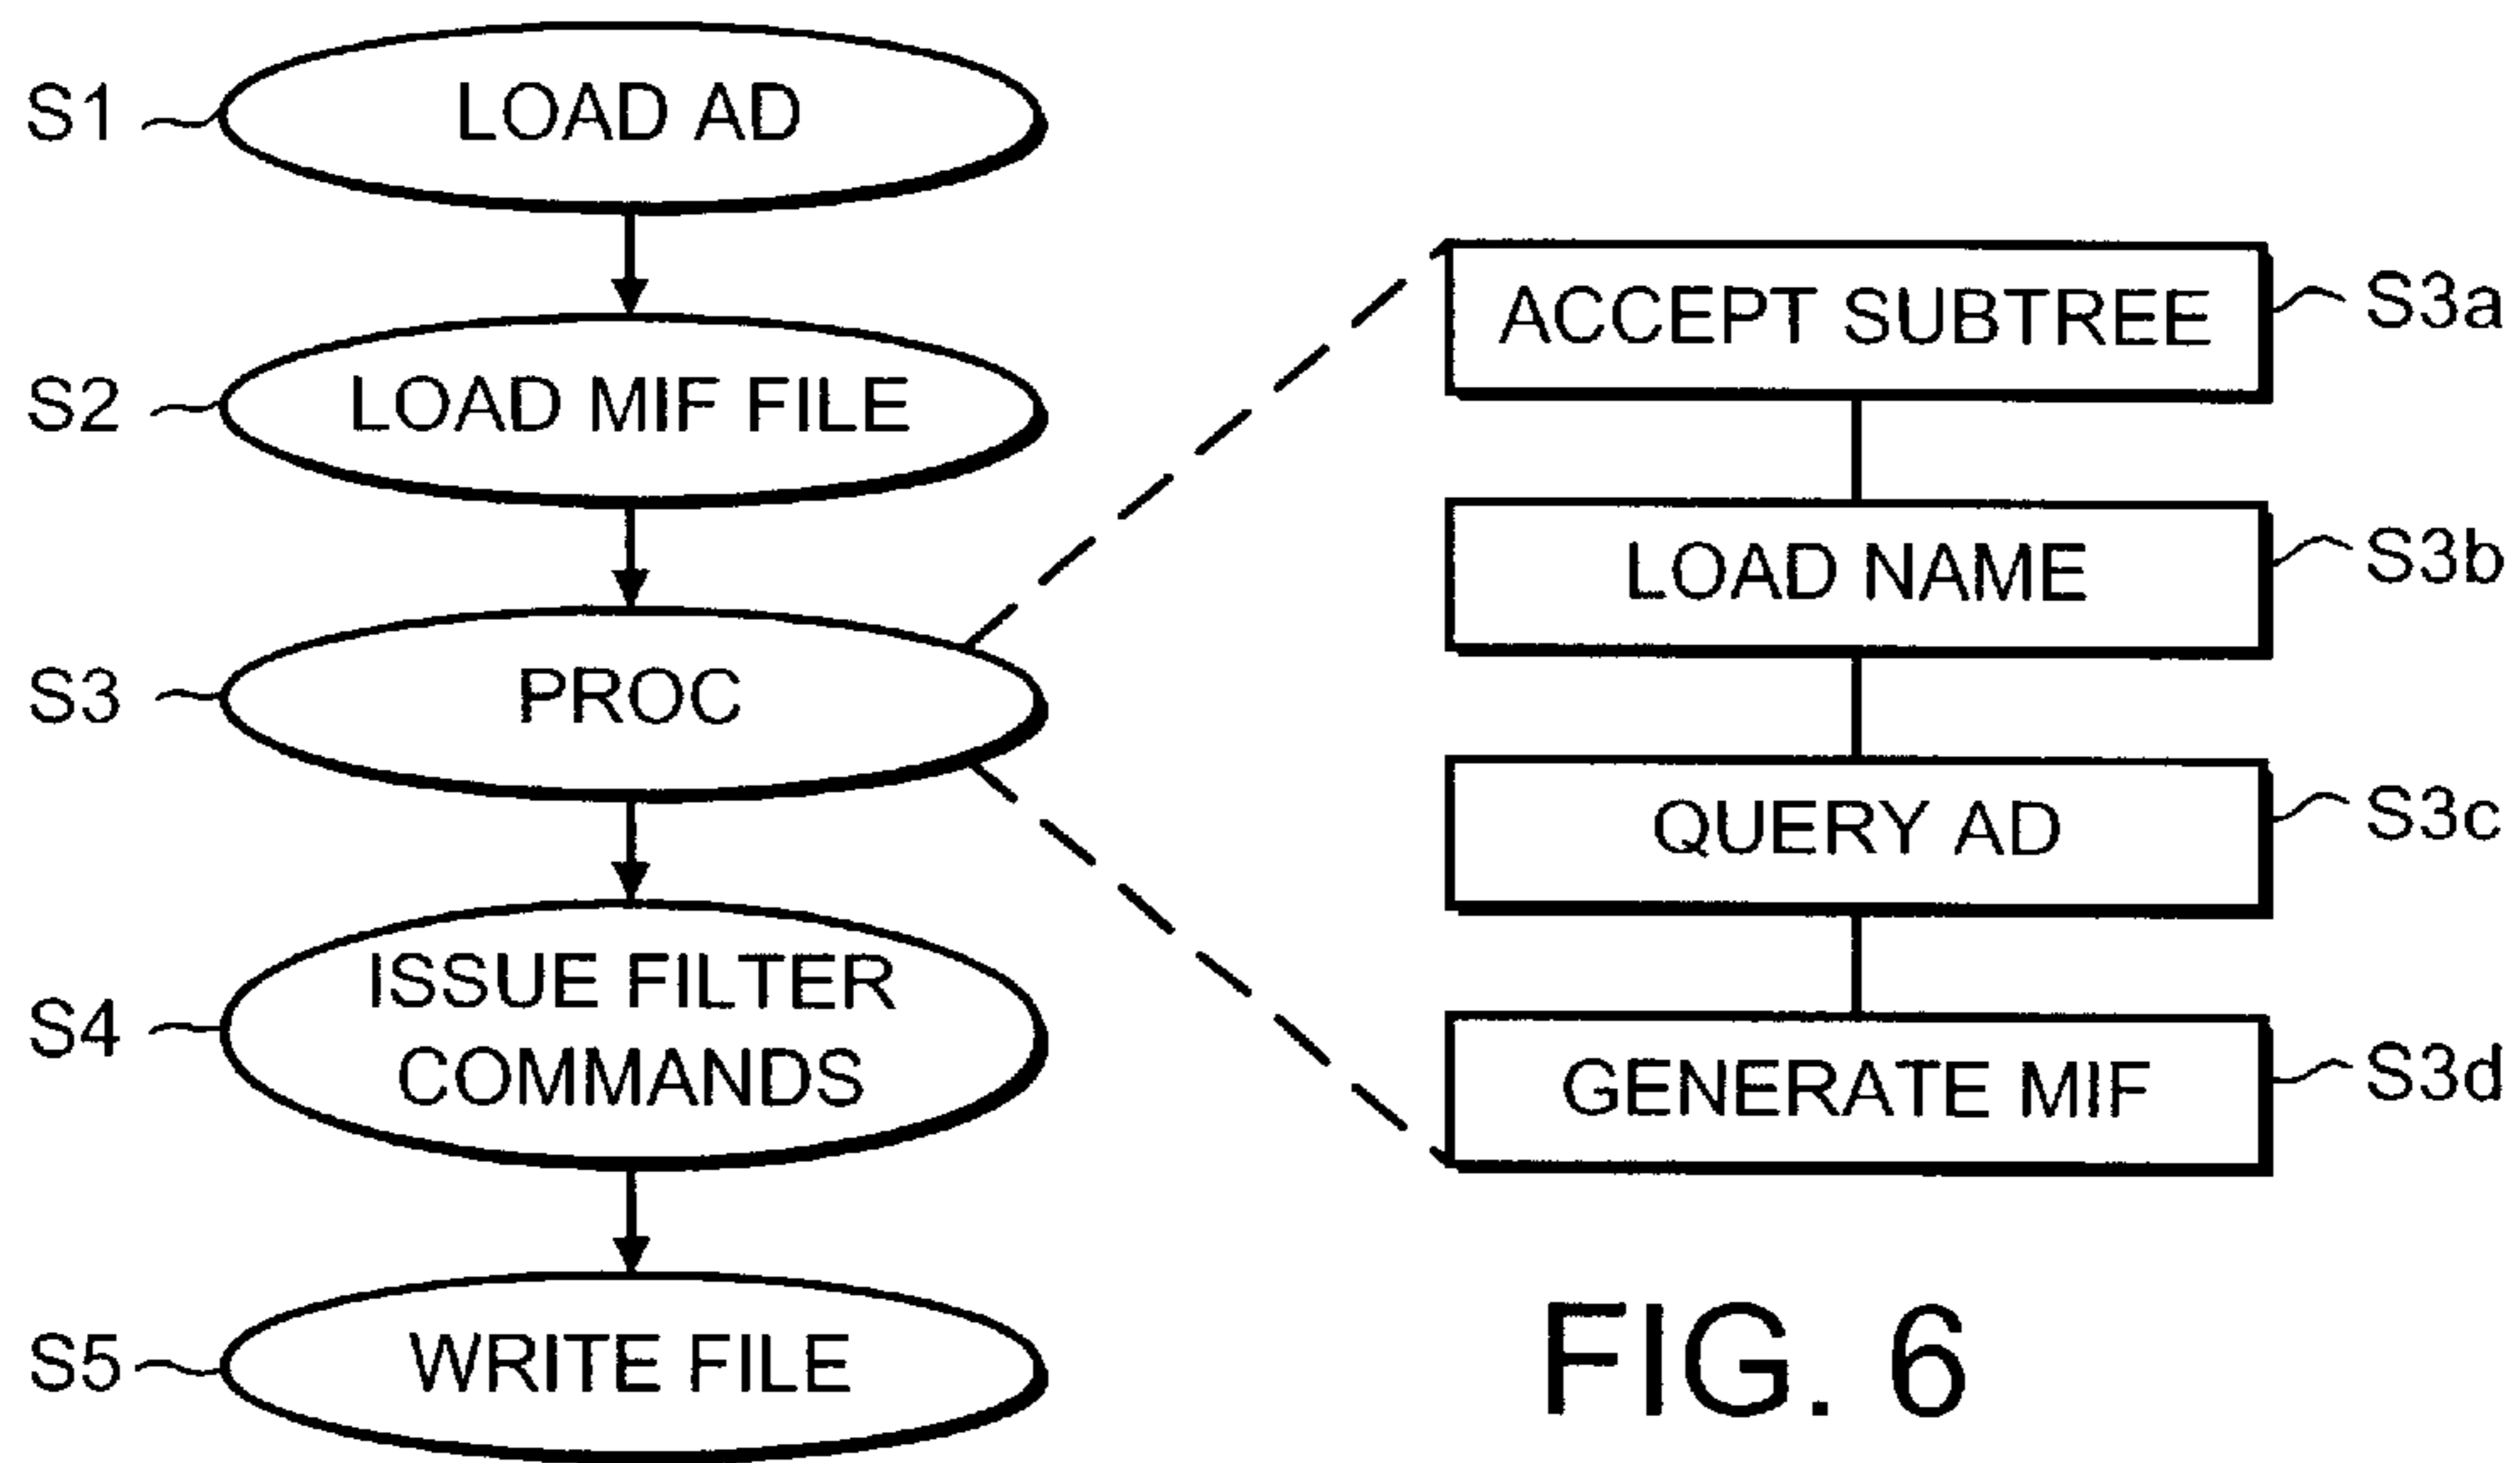 S1
LOAD AD
S2
LOAD MIF FILE
S3
PROC
S4
ISSUE FILTER
COMMANDS
S5
WRITE FILE
ACCEPT SUBTREE
S3a
LOAD NAME
S3b
QUERY AD
S3c
GENERATE MIF
S3d
FIG. 6